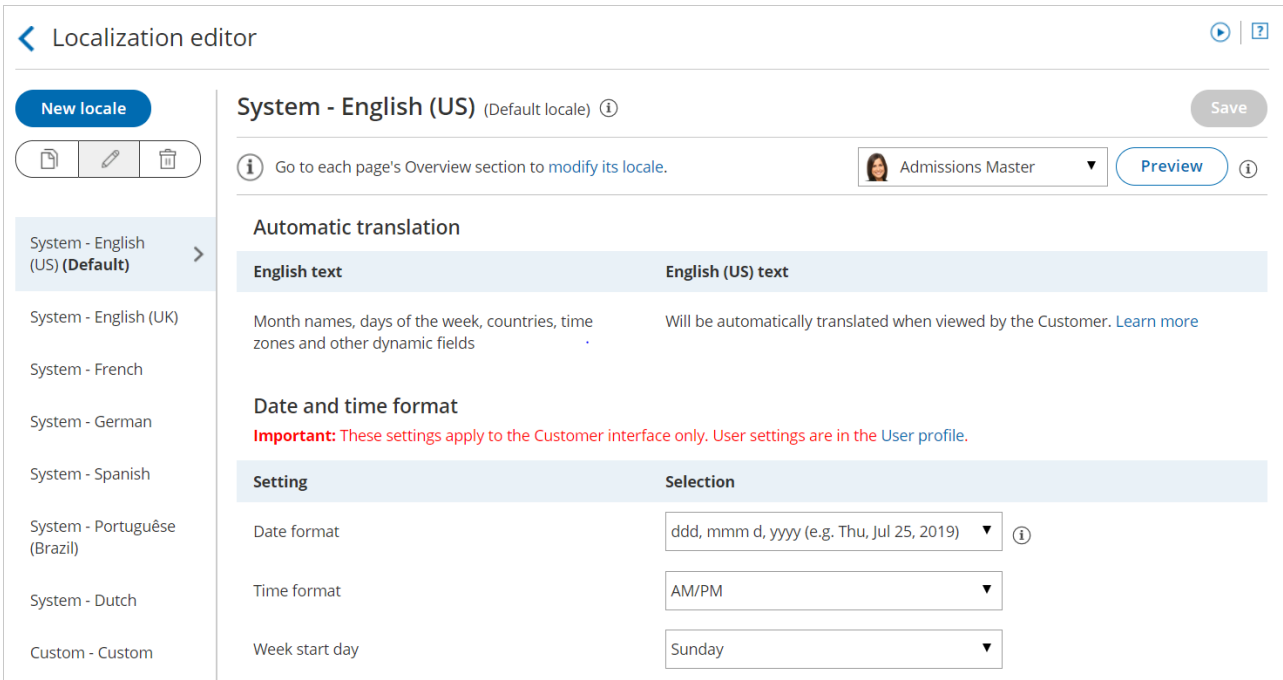 Localization editor
New locale
System - English
(US) (Default)
System - English (UK)
System - French
System - German
System - Spanish
System - Portuguêse
(Brazil)
System - Dutch
Custom - Custom
System - English (US) (Default locale)
Save
Go to each page's Overview section to modify its locale.
Admissions Master
Preview
Automatic translation
English text English (US) text
Month names, days of the week, countries, time
zones and other dynamic fields
Will be automatically translated when viewed by the Customer. Learn more
Date and time format
Important: These settings apply to the Customer interface only. User settings are in the User profile.
Setting Selection
Date format ddd, mmm d, yyyy (e.g. Thu, Jul 25, 2019)
Time format AM/PM
Week start day Sunday